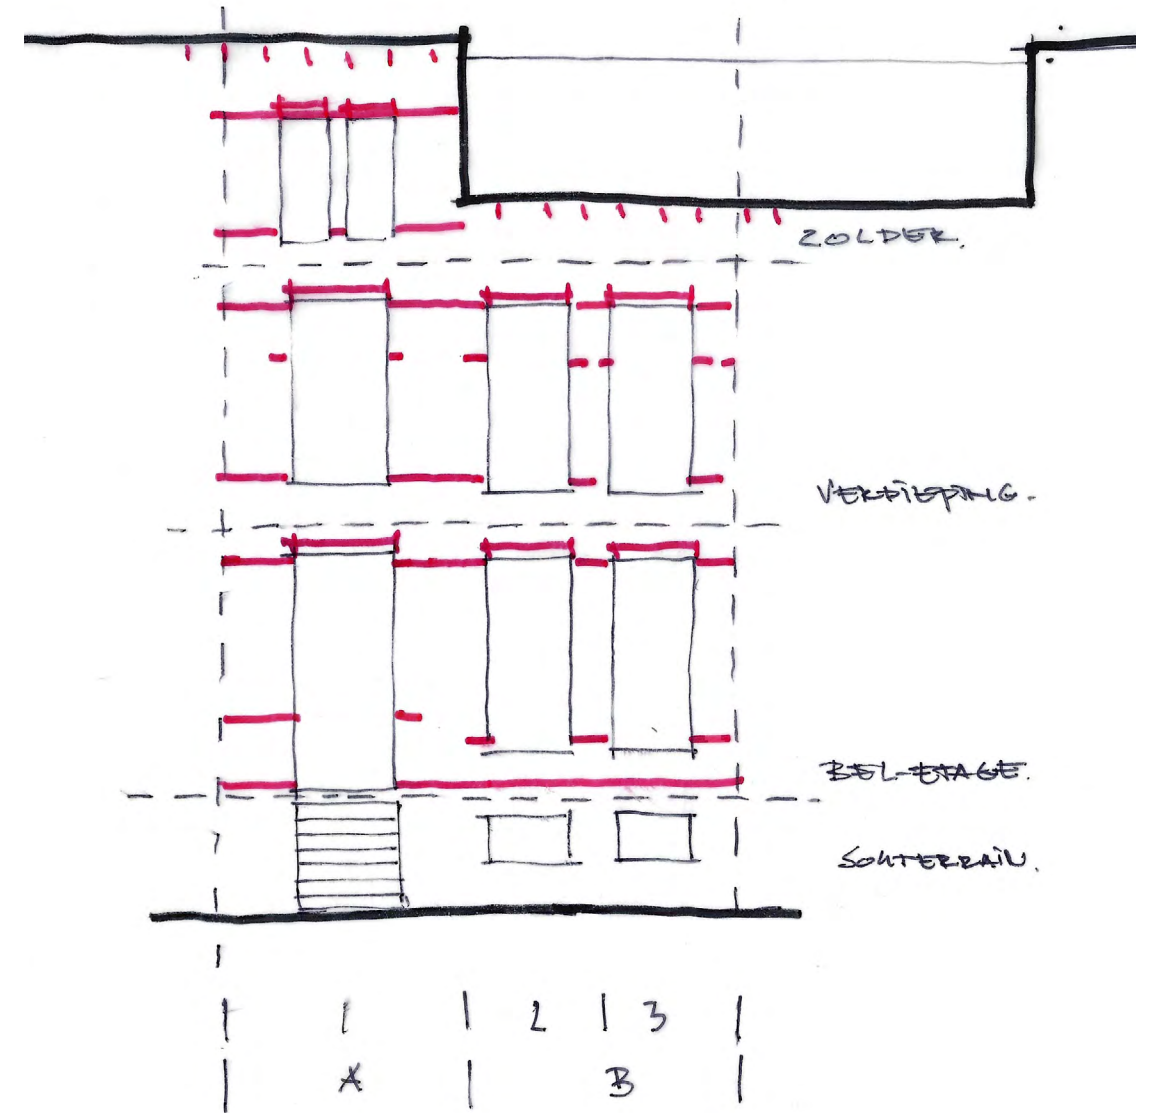 ZOLDER.
VERDIEPING.
BEL-ETAGE.
SOUTERRAIN.
1 2 3
A B